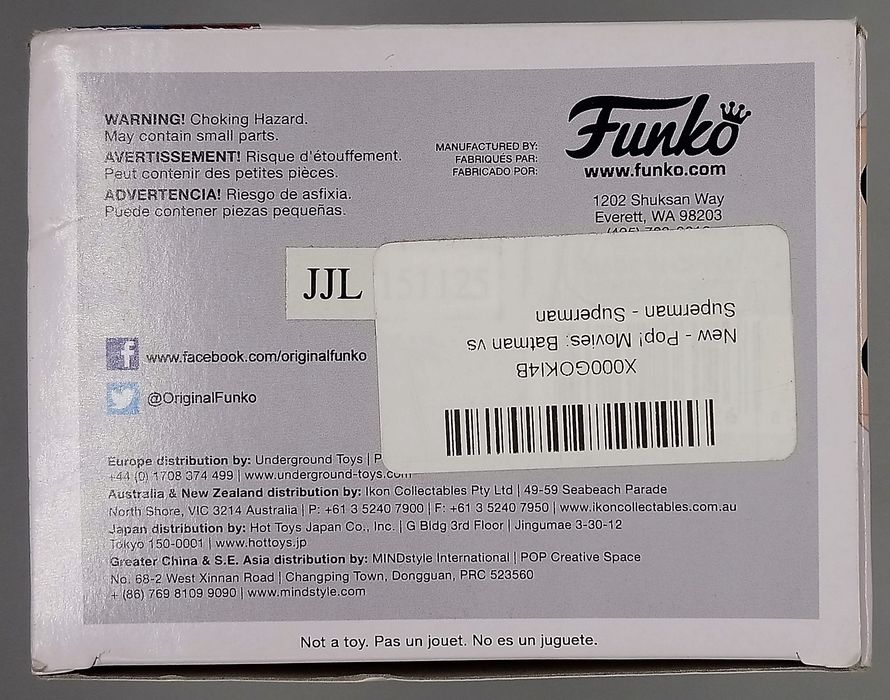 WARNING! Choking Hazard.
May contain small parts.
AVERTISSEMENT! Risque d'étouffement.
Peut contenir des petites pièces.
ADVERTENCIA! Riesgo de asfixia.
Puede contener piezas pequeñas.
MANUFACTURED BY:
FABRIQUÉS PAR:
FABRICADO POR:
Funko
www.funko.com
1202 Shuksan Way
Everett, WA 98203
JJL 151125
X000GOKI4B
New - Pop! Movies: Batman vs
Superman - Superman
f www.facebook.com/originalfunko
@OriginalFunko
Europe distribution by: Underground Toys | P
+44 (0) 1708 374 499 | www.underground-toys.com
Australia & New Zealand distribution by: Ikon Collectables Pty Ltd | 49-59 Seabeach Parade
North Shore, VIC 3214 Australia | P: +61 3 5240 7900 | F: +61 3 5240 7950 | www.ikoncollectables.com.au
Japan distribution by: Hot Toys Japan Co., Inc. | G Bldg 3rd Floor | Jingumae 3-30-12
Tokyo 150-0001 | www.hottoys.jp
Greater China & S.E. Asia distribution by: MINDstyle International | POP Creative Space
No. 68-2 West Xinnan Road | Changping Town, Dongguan, PRC 523560
+ (86) 769 8109 9090 | www.mindstyle.com
Not a toy. Pas un jouet. No es un juguete.